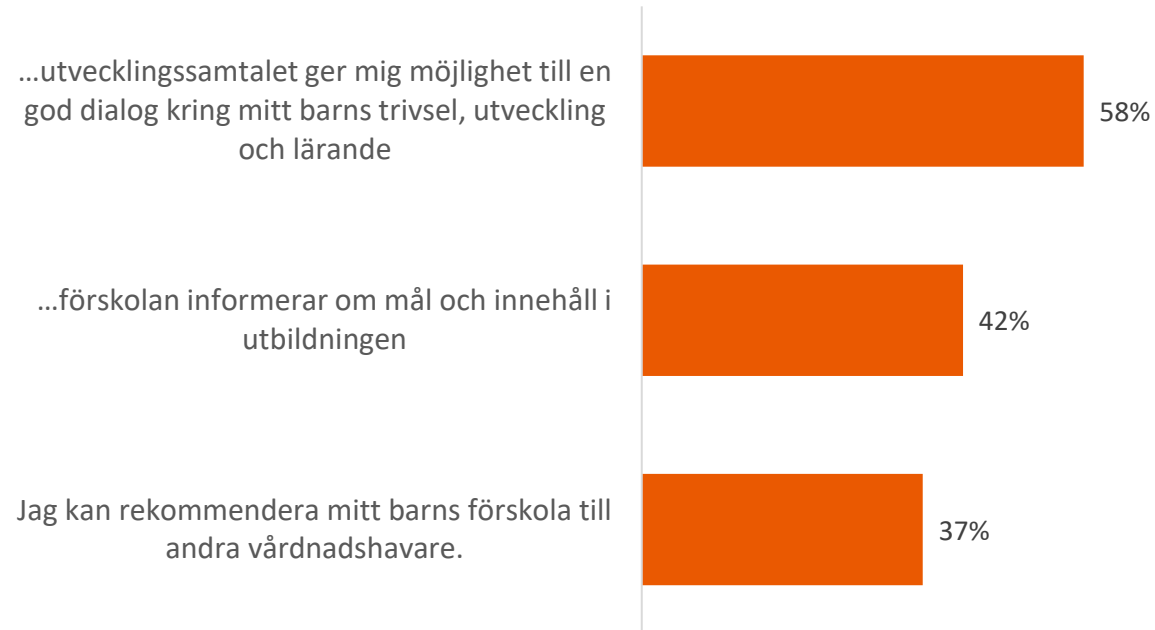 ...utvecklingssamtalet ger mig möjlighet till en
god dialog kring mitt barns trivsel, utveckling
och lärande
58%
...förskolan informerar om mål och innehåll i
utbildningen
42%
Jag kan rekommendera mitt barns förskola till
andra vårdnadshavare.
37%